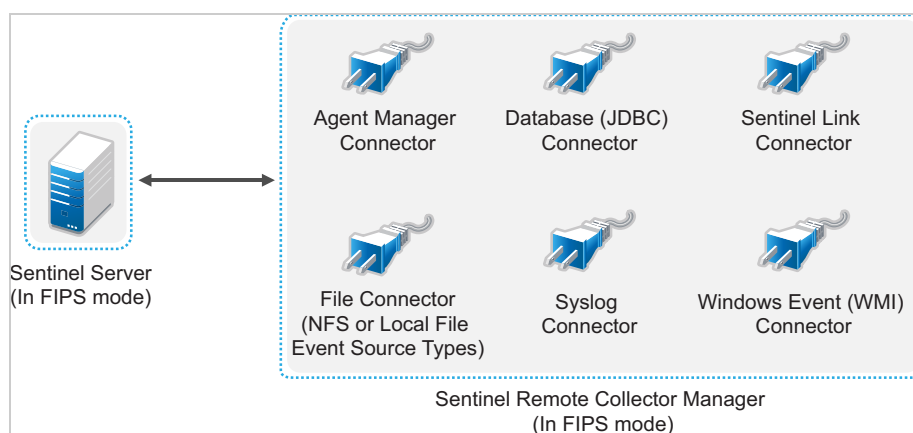 Agent Manager
Connector
Database (JDBC)
Connector
Sentinel Link
Connector
Sentinel Server
(In FIPS mode)
File Connector
(NFS or Local File
Event Source Types)
Syslog
Connector
Windows Event (WMI)
Connector
Sentinel Remote Collector Manager
(In FIPS mode)